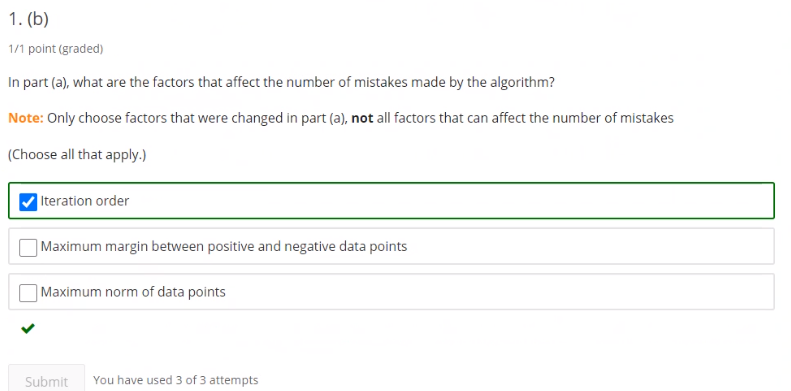 1. (b)
1/1 point (graded)
In part (a), what are the factors that affect the number of mistakes made by the algorithm?
Note: Only choose factors that were changed in part (a), not all factors that can affect the number of mistakes
(Choose all that apply.)
Iteration order
Maximum margin between positive and negative data points
Maximum norm of data points
Submit You have used 3 of 3 attempts